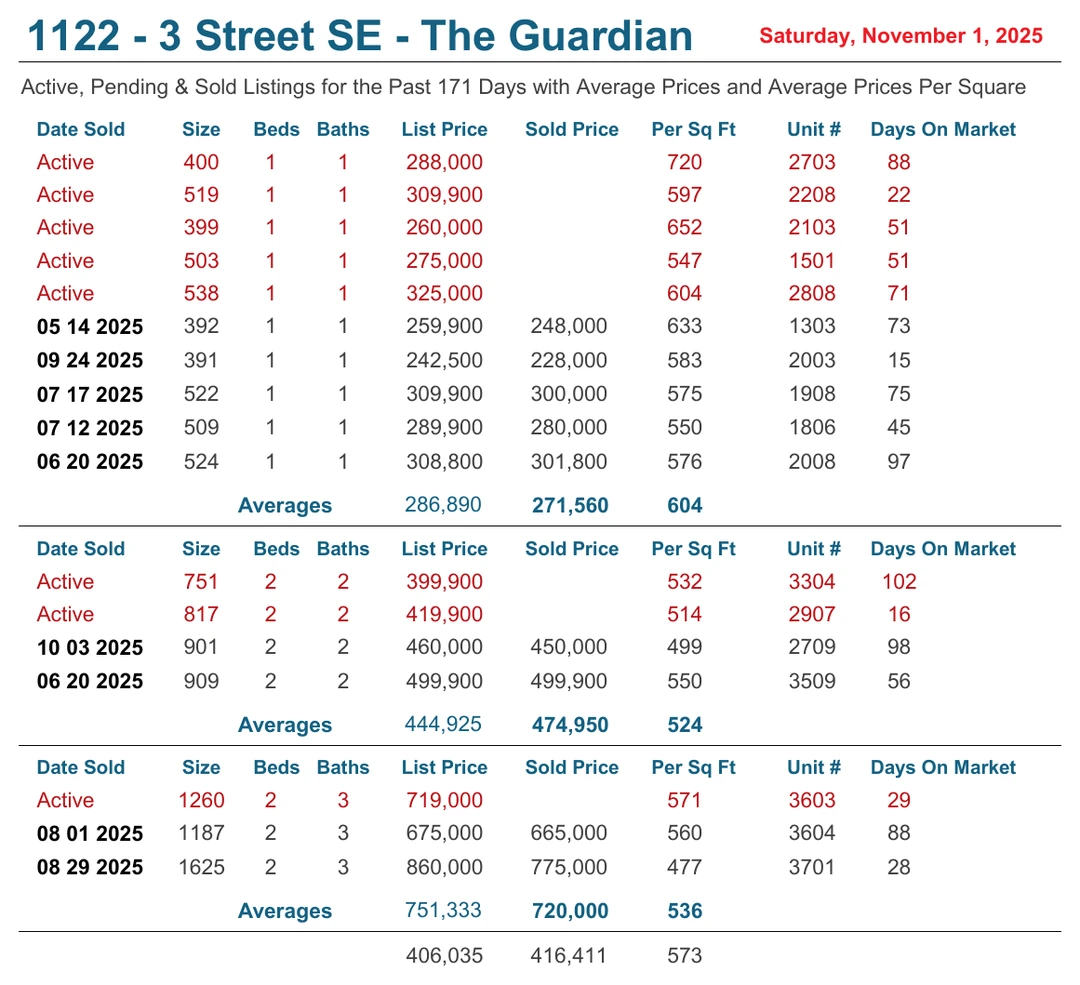 1122 - 3 Street SE - The Guardian Saturday, November 1, 2025
Active, Pending & Sold Listings for the Past 171 Days with Average Prices and Average Prices Per Square
Date Sold Size Beds Baths List Price Sold Price Per Sq Ft Unit # Days On Market
Active 400 1 1 288,000 720 2703 88
Active 519 1 1 309,900 597 2208 22
Active 399 1 1 260,000 652 2103 51
Active 503 1 1 275,000 547 1501 51
Active 538 1 1 325,000 604 2808 71
05 14 2025 392 1 1 259,900 248,000 633 1303 73
09 24 2025 391 1 1 242,500 228,000 583 2003 15
07 17 2025 522 1 1 309,900 300,000 575 1908 75
07 12 2025 509 1 1 289,900 280,000 550 1806 45
06 20 2025 524 1 1 308,800 301,800 576 2008 97
Averages 286,890 271,560 604
Date Sold Size Beds Baths List Price Sold Price Per Sq Ft Unit # Days On Market
Active 751 2 2 399,900 532 3304 102
Active 817 2 2 419,900 514 2907 16
10 03 2025 901 2 2 460,000 450,000 499 2709 98
06 20 2025 909 2 2 499,900 499,900 550 3509 56
Averages 444,925 474,950 524
Date Sold Size Beds Baths List Price Sold Price Per Sq Ft Unit # Days On Market
Active 1260 2 3 719,000 571 3603 29
08 01 2025 1187 2 3 675,000 665,000 560 3604 88
08 29 2025 1625 2 3 860,000 775,000 477 3701 28
Averages 751,333 720,000 536
406,035 416,411 573